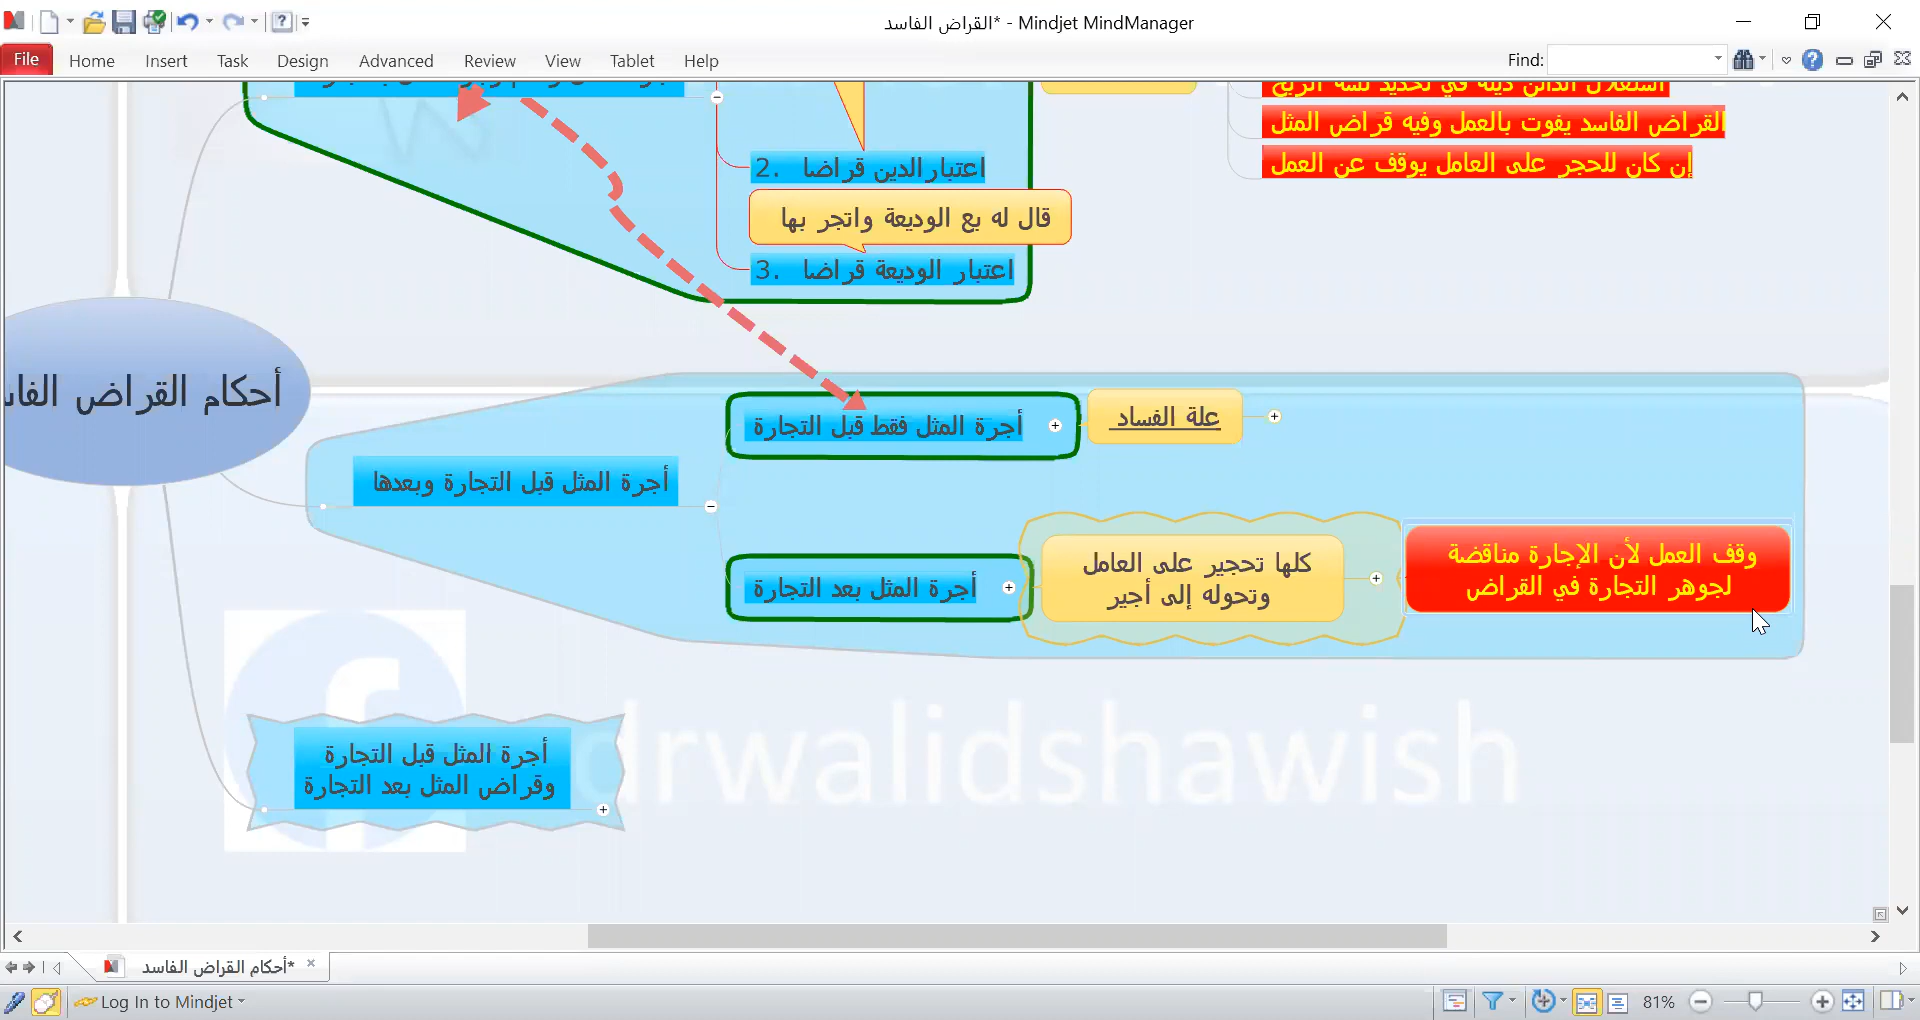 القراض الفاسد* - Mindjet MindManager
File Home Insert Task Design Advanced Review View Tablet Help
Find:
القراض الفاسد يفوت بالعمل وفيه قراض المثل
إن كان للحجر على العامل يوقف عن العمل
2. اعتبارالدين قراضا
قال له بع الوديعة واتجر بها
3. اعتبار الوديعة قراضا
أحكام القراض
أجرة المثل قبل التجارة وبعدها
أجرة المثل فقط قبل التجارة
علة الفساد
أجرة المثل بعد التجارة
كلها تحجير على العامل
وتحوله إلى أجير
وقف العمل لأن الإجارة مناقضة
لجوهر التجارة في القراض
أجرة المثل قبل التجارة
وقراض المثل بعد التجارة
drwalidshawish
أحكام القراض الفاسد*
Log In to Mindjet
81%